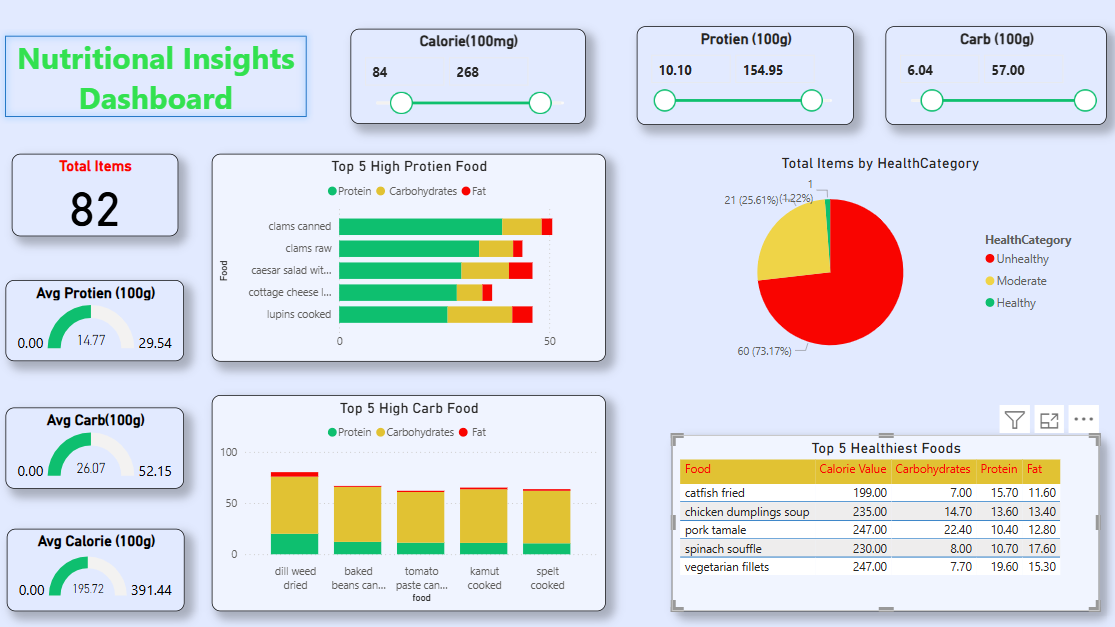 Nutritional Insights
Dashboard
Calorie(100mg)
84 268
Protien (100g)
10.10 154.95
Carb (100g)
6.04 57.00
Total Items
82
Avg Protien (100g)
0.00 14.77 29.54
Avg Carb(100g)
0.00 26.07 52.15
Avg Calorie (100g)
0.00 195.72 391.44
Top 5 High Protien Food
Protein Carbohydrates Fat
Food
clams canned
clams raw
caesar salad wit...
cottage cheese l...
lupins cooked
0 50
Top 5 High Carb Food
Protein Carbohydrates Fat
100
50
0
dill weed
dried
baked
beans can...
tomato
paste can...
kamut
cooked
spelt
cooked
food
Total Items by HealthCategory
1
(1.22%)
21 (25.61%)
60 (73.17%)
HealthCategory
Unhealthy
Moderate
Healthy
Top 5 Healthiest Foods
Food Calorie Value Carbohydrates Protein Fat
catfish fried 199.00 7.00 15.70 11.60
chicken dumplings soup 235.00 14.70 13.60 13.40
pork tamale 247.00 22.40 10.40 12.80
spinach souffle 230.00 8.00 10.70 17.60
vegetarian fillets 247.00 7.70 19.60 15.30